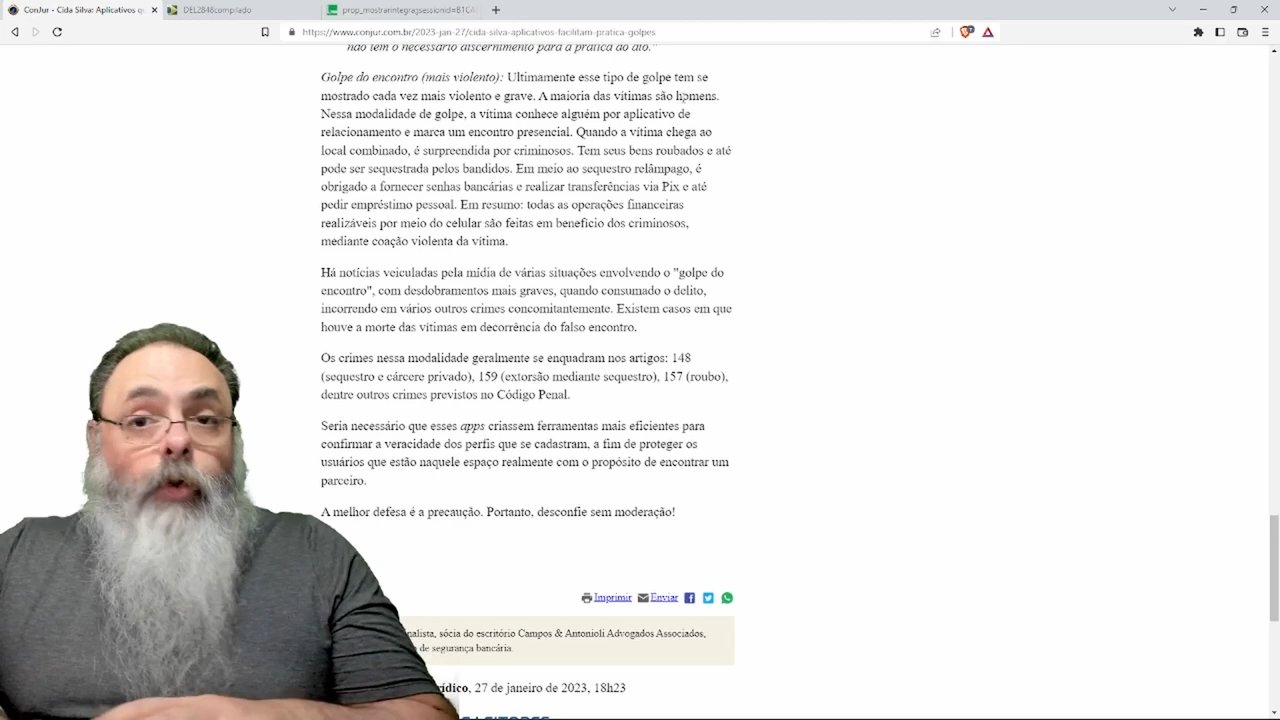 ConJur - Cida Silva: Aplicativos q
DEL2848compilado
https://www.conjur.com.br/2023-jan-27/cida-silva-aplicativos-facilitam-pratica-golpes
não têm o necessário discernimento para a prática do ato."
Golpe do encontro (mais violento): Ultimamente esse tipo de golpe tem se
mostrado cada vez mais violento e grave. A maioria das vítimas são homens.
Nessa modalidade de golpe, a vítima conhece alguém por aplicativo de
relacionamento e marca um encontro presencial. Quando a vítima chega ao
local combinado, é surpreendida por criminosos. Tem seus bens roubados e até
pode ser sequestrada pelos bandidos. Em meio ao sequestro relâmpago, é
obrigado a fornecer senhas bancárias e realizar transferências via Pix e até
pedir empréstimo pessoal. Em resumo: todas as operações financeiras
realizáveis por meio do celular são feitas em benefício dos criminosos,
mediante coação violenta da vítima.
Há notícias veiculadas pela mídia de várias situações envolvendo o "golpe do
encontro", com desdobramentos mais graves, quando consumado o delito,
incorrendo em vários outros crimes concomitantemente. Existem casos em que
houve a morte das vítimas em decorrência do falso encontro.
Os crimes nessa modalidade geralmente se enquadram nos artigos: 148
(sequestro e cárcere privado), 159 (extorsão mediante sequestro), 157 (roubo),
dentre outros crimes previstos no Código Penal.
Seria necessário que esses apps criassem ferramentas mais eficientes para
confirmar a veracidade dos perfis que se cadastram, a fim de proteger os
usuários que estão naquele espaço realmente com o propósito de encontrar um
parceiro.
A melhor defesa é a precaução. Portanto, desconfie sem moderação!
Imprimir Enviar
nalista, sócia do escritório Campos & Antonioli Advogados Associados,
de segurança bancária.
ídico, 27 de janeiro de 2023, 18h23